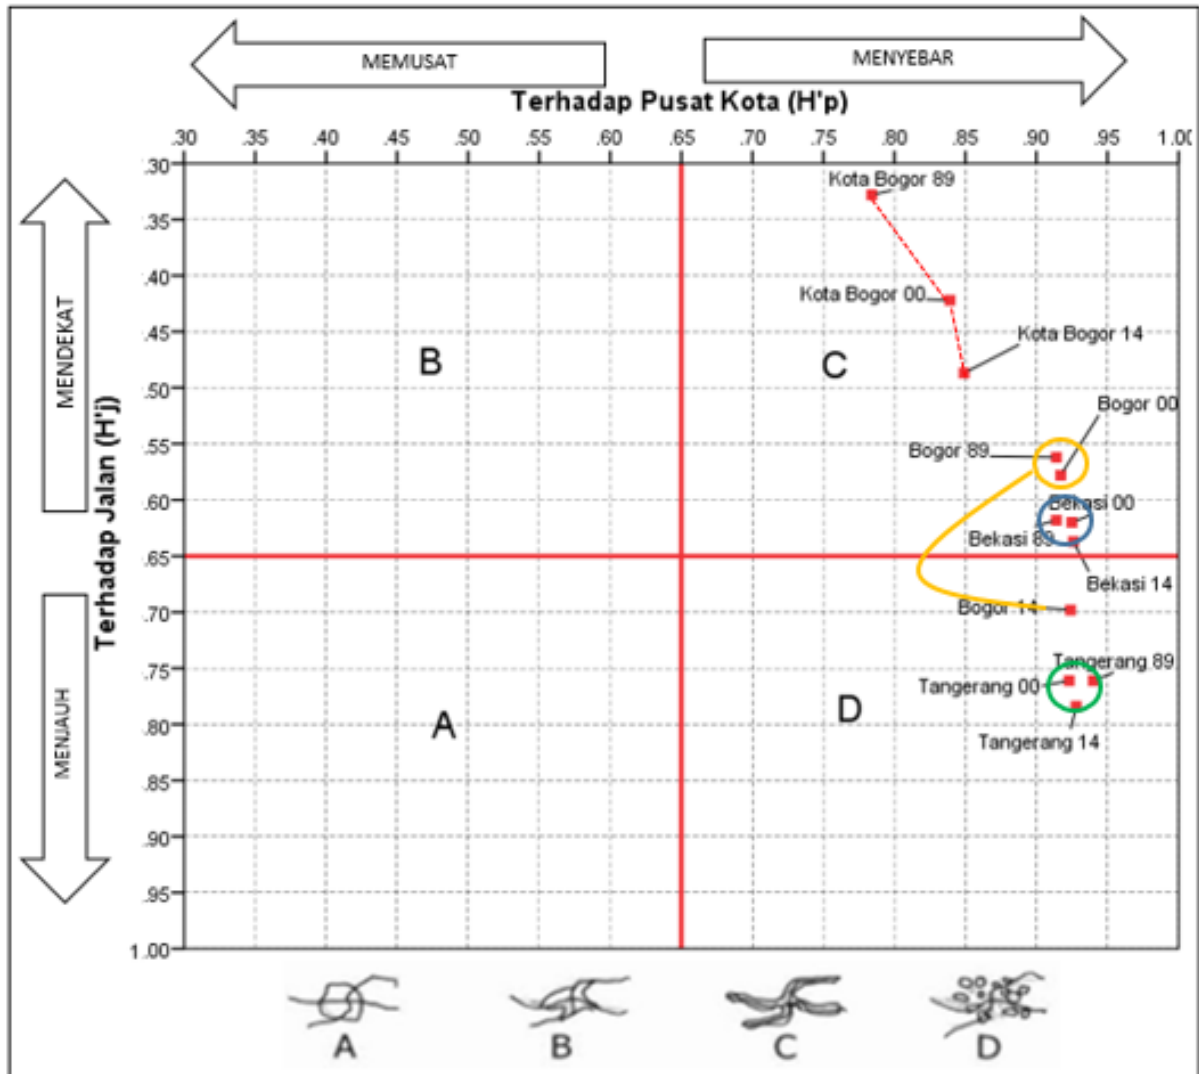 MEMUSAT
MENYEBAR
Terhadap Pusat Kota (H'p)
.30 .35 .40 .45 .50 .55 .60 .65 .70 .75 .80 .85 .90 .95 1.00
MENDEKAT
MENJAUH
Terhadap Jalan (H'j)
.30
.35
.40
.45
.50
.55
.60
.65
.70
.75
.80
.85
.90
.95
1.00
Kota Bogor 89
Kota Bogor 00
Kota Bogor 14
B
C
Bogor 00
Bogor 89
Bekasi 00
Bekasi 89
Bekasi 14
Bogor 14
Tangerang 89
Tangerang 00
A
D
Tangerang 14
A B C D